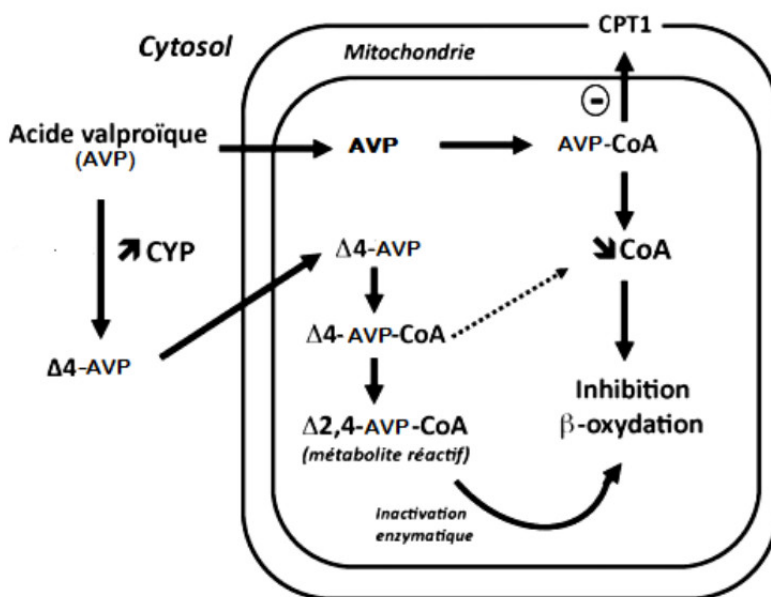 CPT1
Cytosol
Mitochondrie
-
Acide valproïque
(AVP)
AVP
AVP-CoA
CYP
Δ4-AVP
CoA
Δ4-AVP-CoA
Δ4-AVP
Inhibition
β-oxydation
Δ2,4-AVP-CoA
(métabolite réactif)
Inactivation
enzymatique